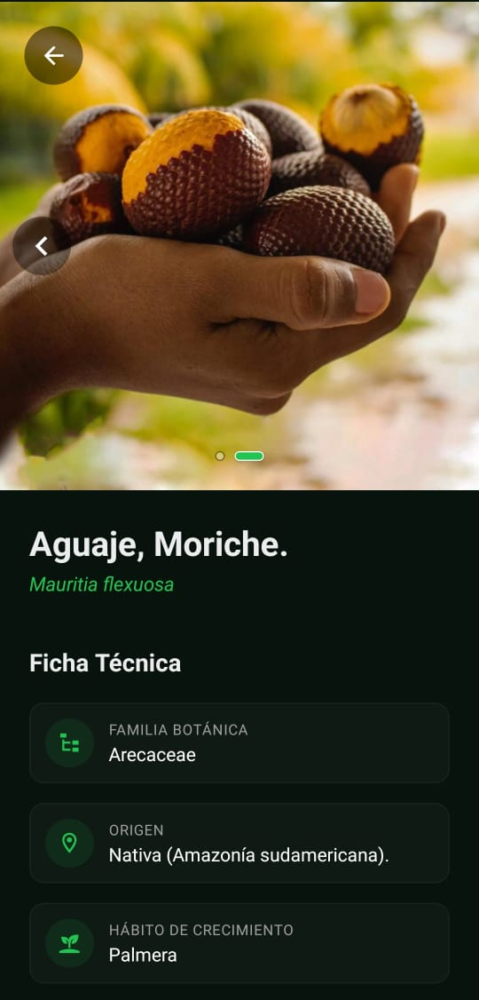 Aguaje, Moriche.
Mauritia flexuosa
Ficha Técnica
FAMILIA BOTÁNICA
Arecaceae
ORIGEN
Nativa (Amazonía sudamericana).
HÁBITO DE CRECIMIENTO
Palmera